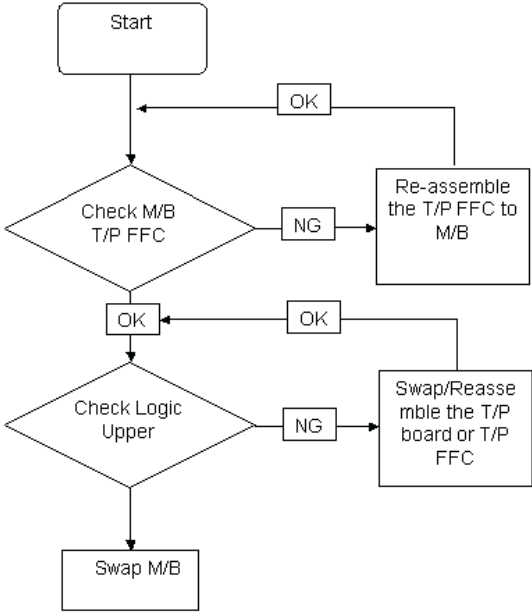 Start
OK
Check M/B
T/P FFC
NG
Re-assemble
the T/P FFC to
M/B
OK
OK
Check Logic
Upper
NG
Swap/Reasse
mble the T/P
board or T/P
FFC
Swap M/B